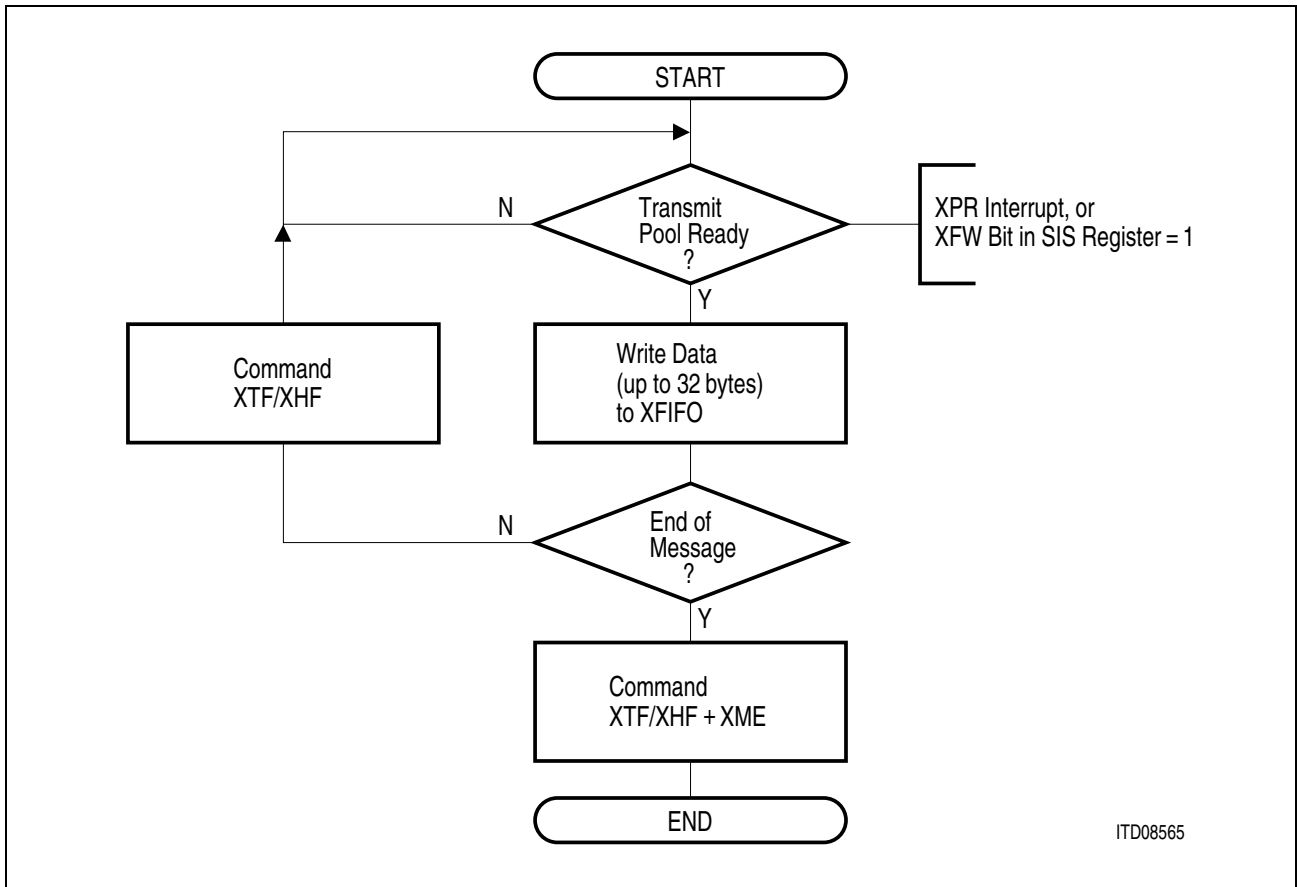 START
N
Transmit
Pool Ready
?
XPR Interrupt, or
XFW Bit in SIS Register = 1
Y
Command
XTF/XHF
Write Data
(up to 32 bytes)
to XFIFO
N
End of
Message
?
Y
Command
XTF/XHF + XME
END
ITD08565